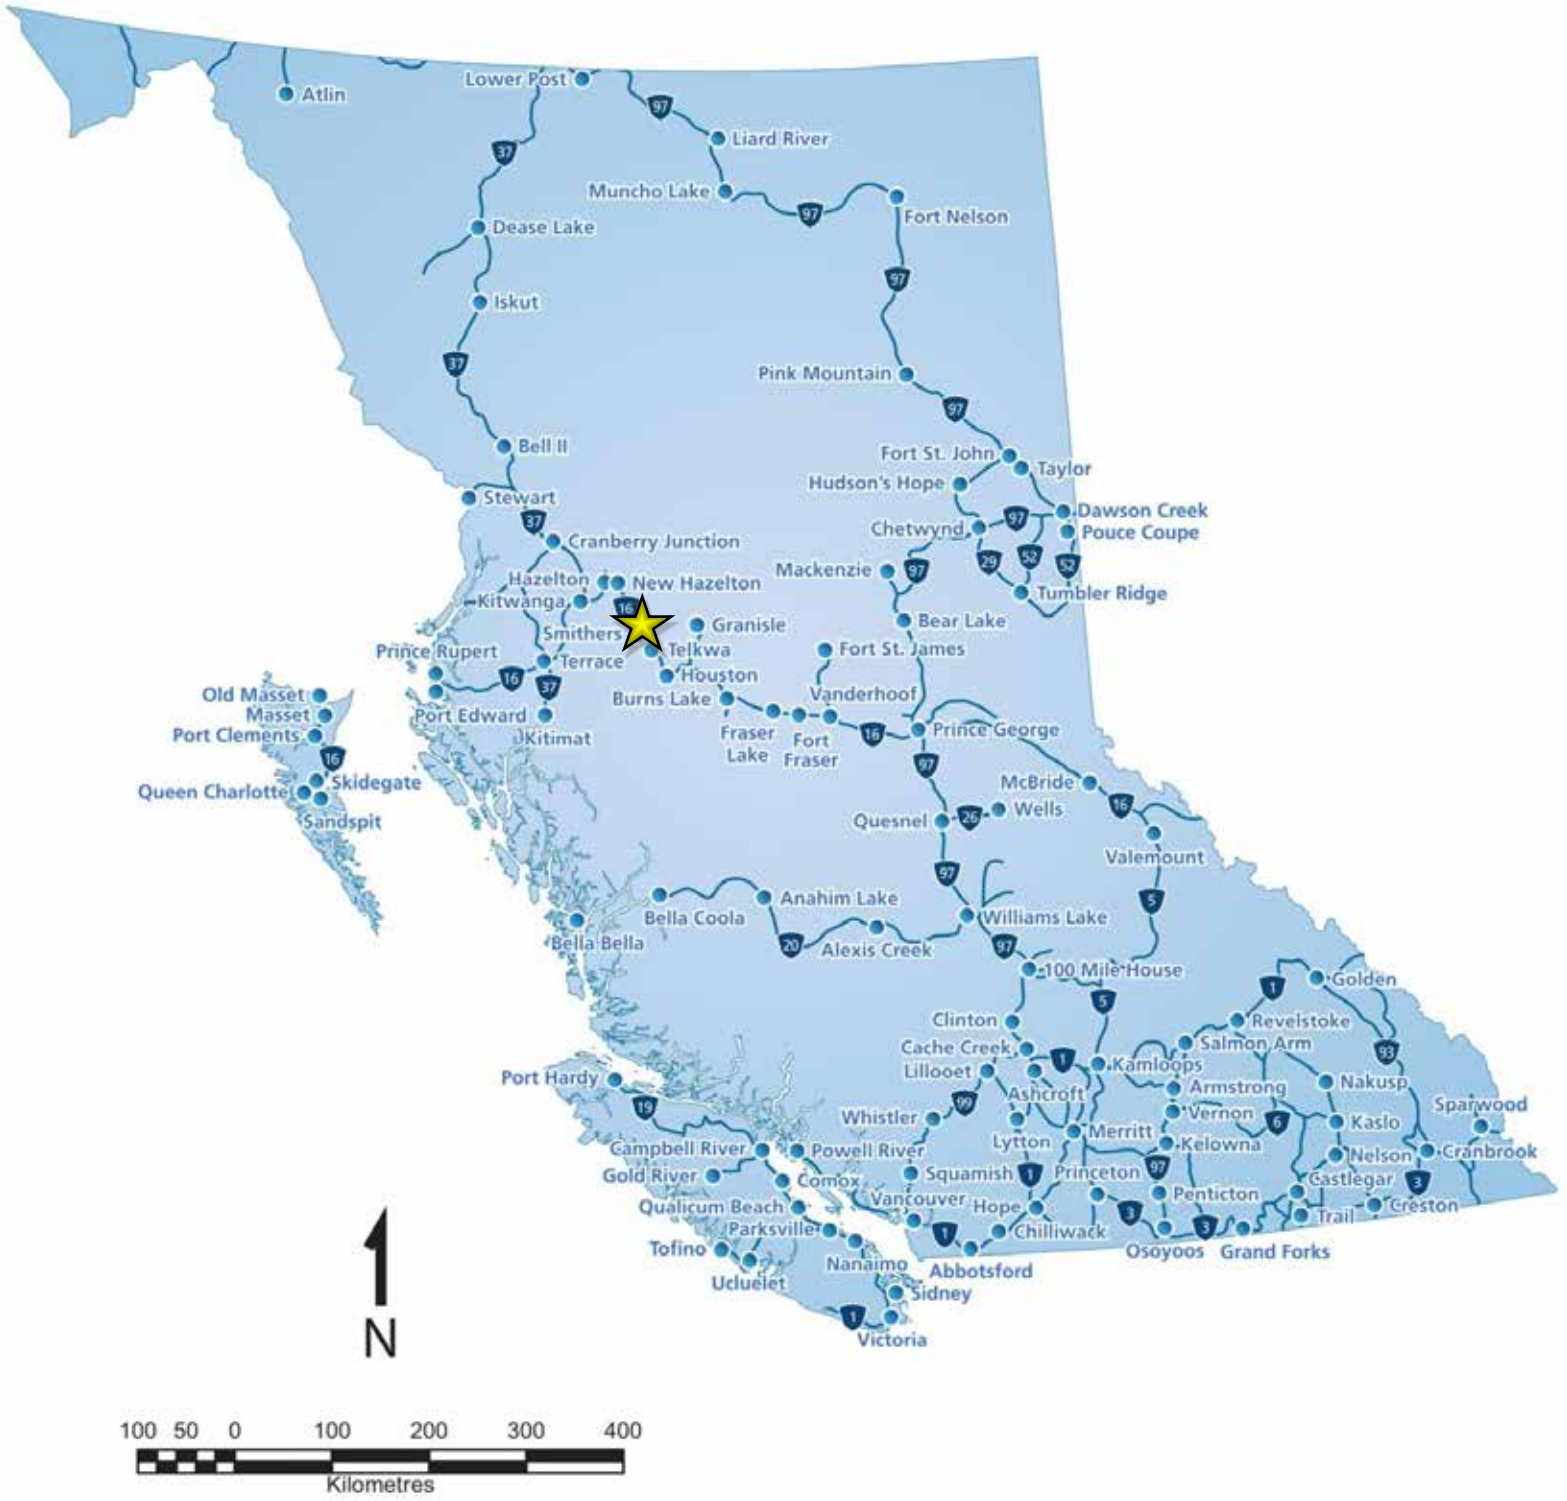 Lower Post
Atlin
97
Liard River
37
Muncho Lake
97
Fort Nelson
Dease Lake
97
Iskut
37
Pink Mountain
97
Bell II
Fort St. John
Taylor
Hudson's Hope
Stewart
Dawson Creek
37
97
Chetwynd
Pouce Coupe
Cranberry Junction
29
52
52
Mackenzie
97
Hazelton
New Hazelton
Tumbler Ridge
Kitwanga
16
Bear Lake
Smithers
Granisle
Prince Rupert
Telkwa
Fort St. James
Terrace
16
37
Houston
Old Masset
Burns Lake
Vanderhoof
Masset
Port Edward
Port Clements
Kitimat
Fraser
Lake
Fort
Fraser
16
Prince George
16
97
Skidegate
McBride
Queen Charlotte
16
Wells
26
Quesnel
Sandspit
Valemount
97
5
Anahim Lake
Bella Coola
Williams Lake
Bella Bella
20
Alexis Creek
97
100 Mile House
Golden
1
5
Clinton
Revelstoke
Cache Creek
1
Salmon Arm
93
Lillooet
Kamloops
Port Hardy
Ashcroft
Armstrong
Nakusp
19
99
Sparwood
Whistler
Vernon
6
Kaslo
Lytton
Merritt
Kelowna
Campbell River
Powell River
Nelson
Cranbrook
Gold River
Comox
Squamish
1
Princeton
97
Castlegar
3
Qualicum Beach
Vancouver
Hope
Penticton
Creston
Parksville
3
3
Trail
1
Chilliwack
Tofino
Osoyoos
Grand Forks
Nanaimo
Abbotsford
Ucluelet
Sidney
1
Victoria
N
100 50 0 100 200 300 400
Kilometres